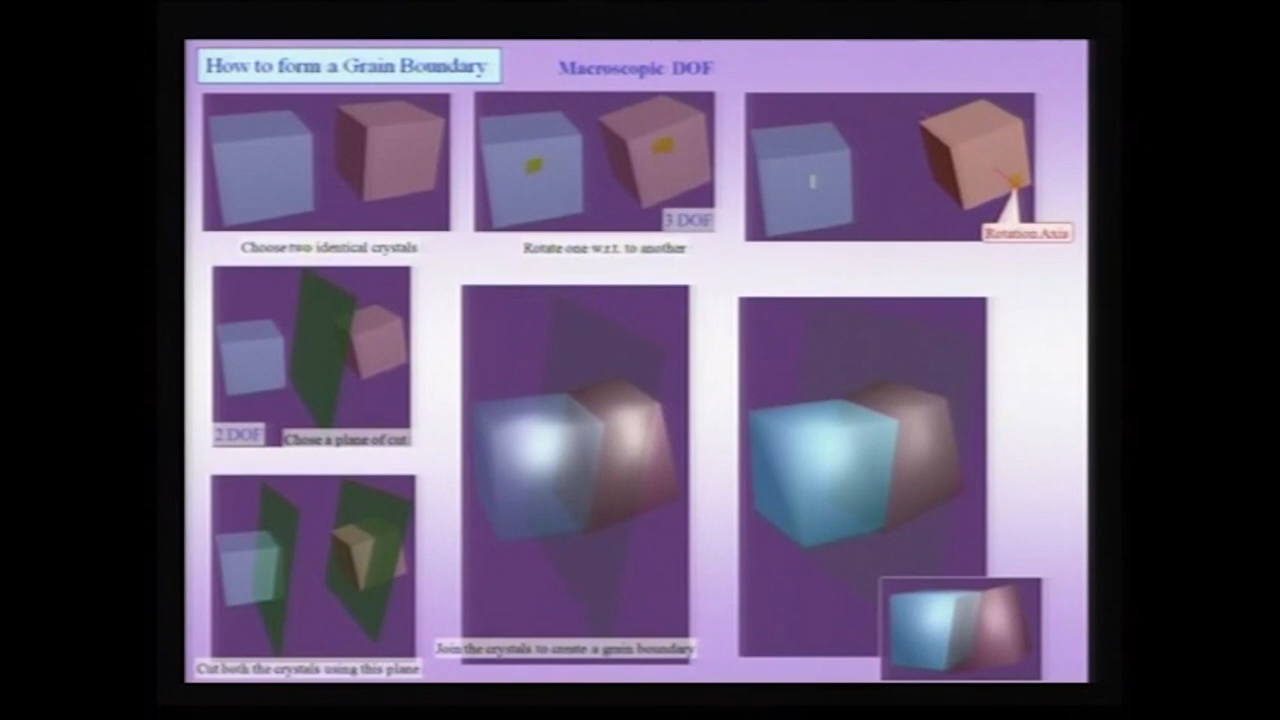 How to form a Grain Boundary
Macroscopic DOF
3 DOF
Rotation Axis
Choose two identical crystals
Rotate one w.r.t. to another
2 DOF
Chose a plane of cut
Cut both the crystals using this plane
Join the crystals to create a grain boundary